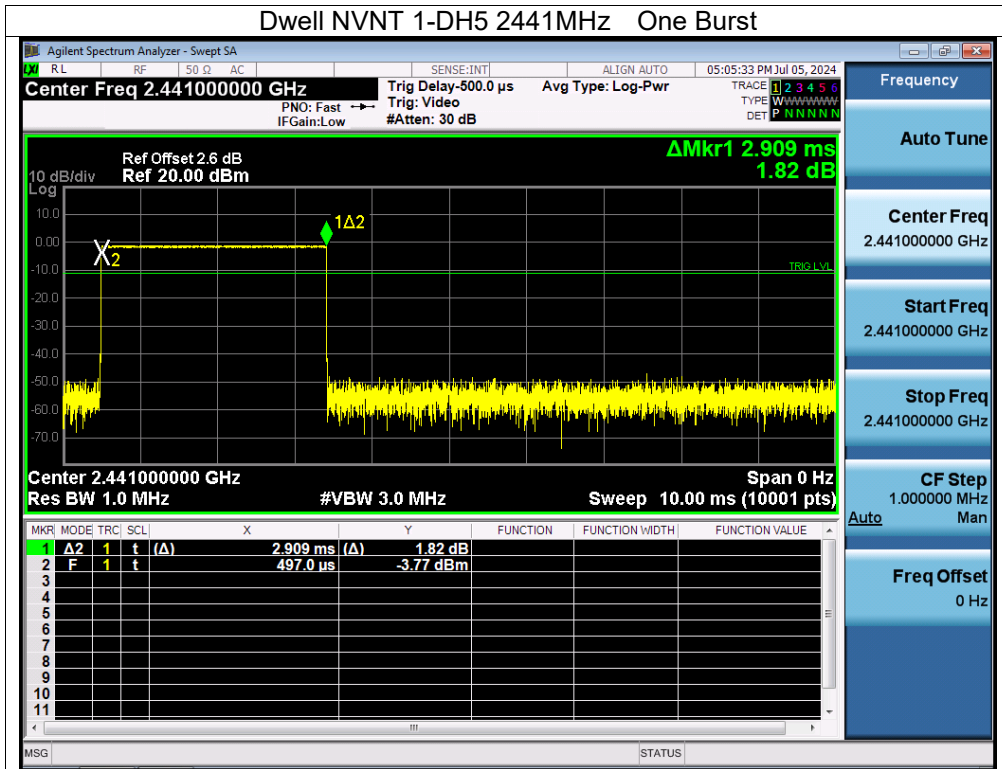 Dwell NVNT 1-DH5 2441MHz One Burst
Agilent Spectrum Analyzer - Swept SA
LXI RL RF 50 Ω AC SENSE:INT ALIGN AUTO 05:05:33 PM Jul 05, 2024
Center Freq 2.441000000 GHz Trig Delay-500.0 µs Avg Type: Log-Pwr TRACE 1 2 3 4 5 6
PNO: Fast Trig: Video TYPE WWWWWW
IFGain:Low #Atten: 30 dB DET P N N N N N
Frequency
ΔMkr1 2.909 ms
1.82 dB
Ref Offset 2.6 dB
10 dB/div Ref 20.00 dBm
Log
10.0
0.00
-10.0
-20.0
-30.0
-40.0
-50.0
-60.0
-70.0
1Δ2
X2
TRIG LVL
Center 2.441000000 GHz Span 0 Hz
Res BW 1.0 MHz #VBW 3.0 MHz Sweep 10.00 ms (10001 pts)
MKR MODE TRC SCL X Y FUNCTION FUNCTION WIDTH FUNCTION VALUE
1 Δ2 1 t (Δ) 2.909 ms (Δ) 1.82 dB
2 F 1 t 497.0 µs -3.77 dBm
3
4
5
6
7
8
9
10
11
MSG STATUS
Auto Tune
Center Freq
2.441000000 GHz
Start Freq
2.441000000 GHz
Stop Freq
2.441000000 GHz
CF Step
1.000000 MHz
Auto Man
Freq Offset
0 Hz